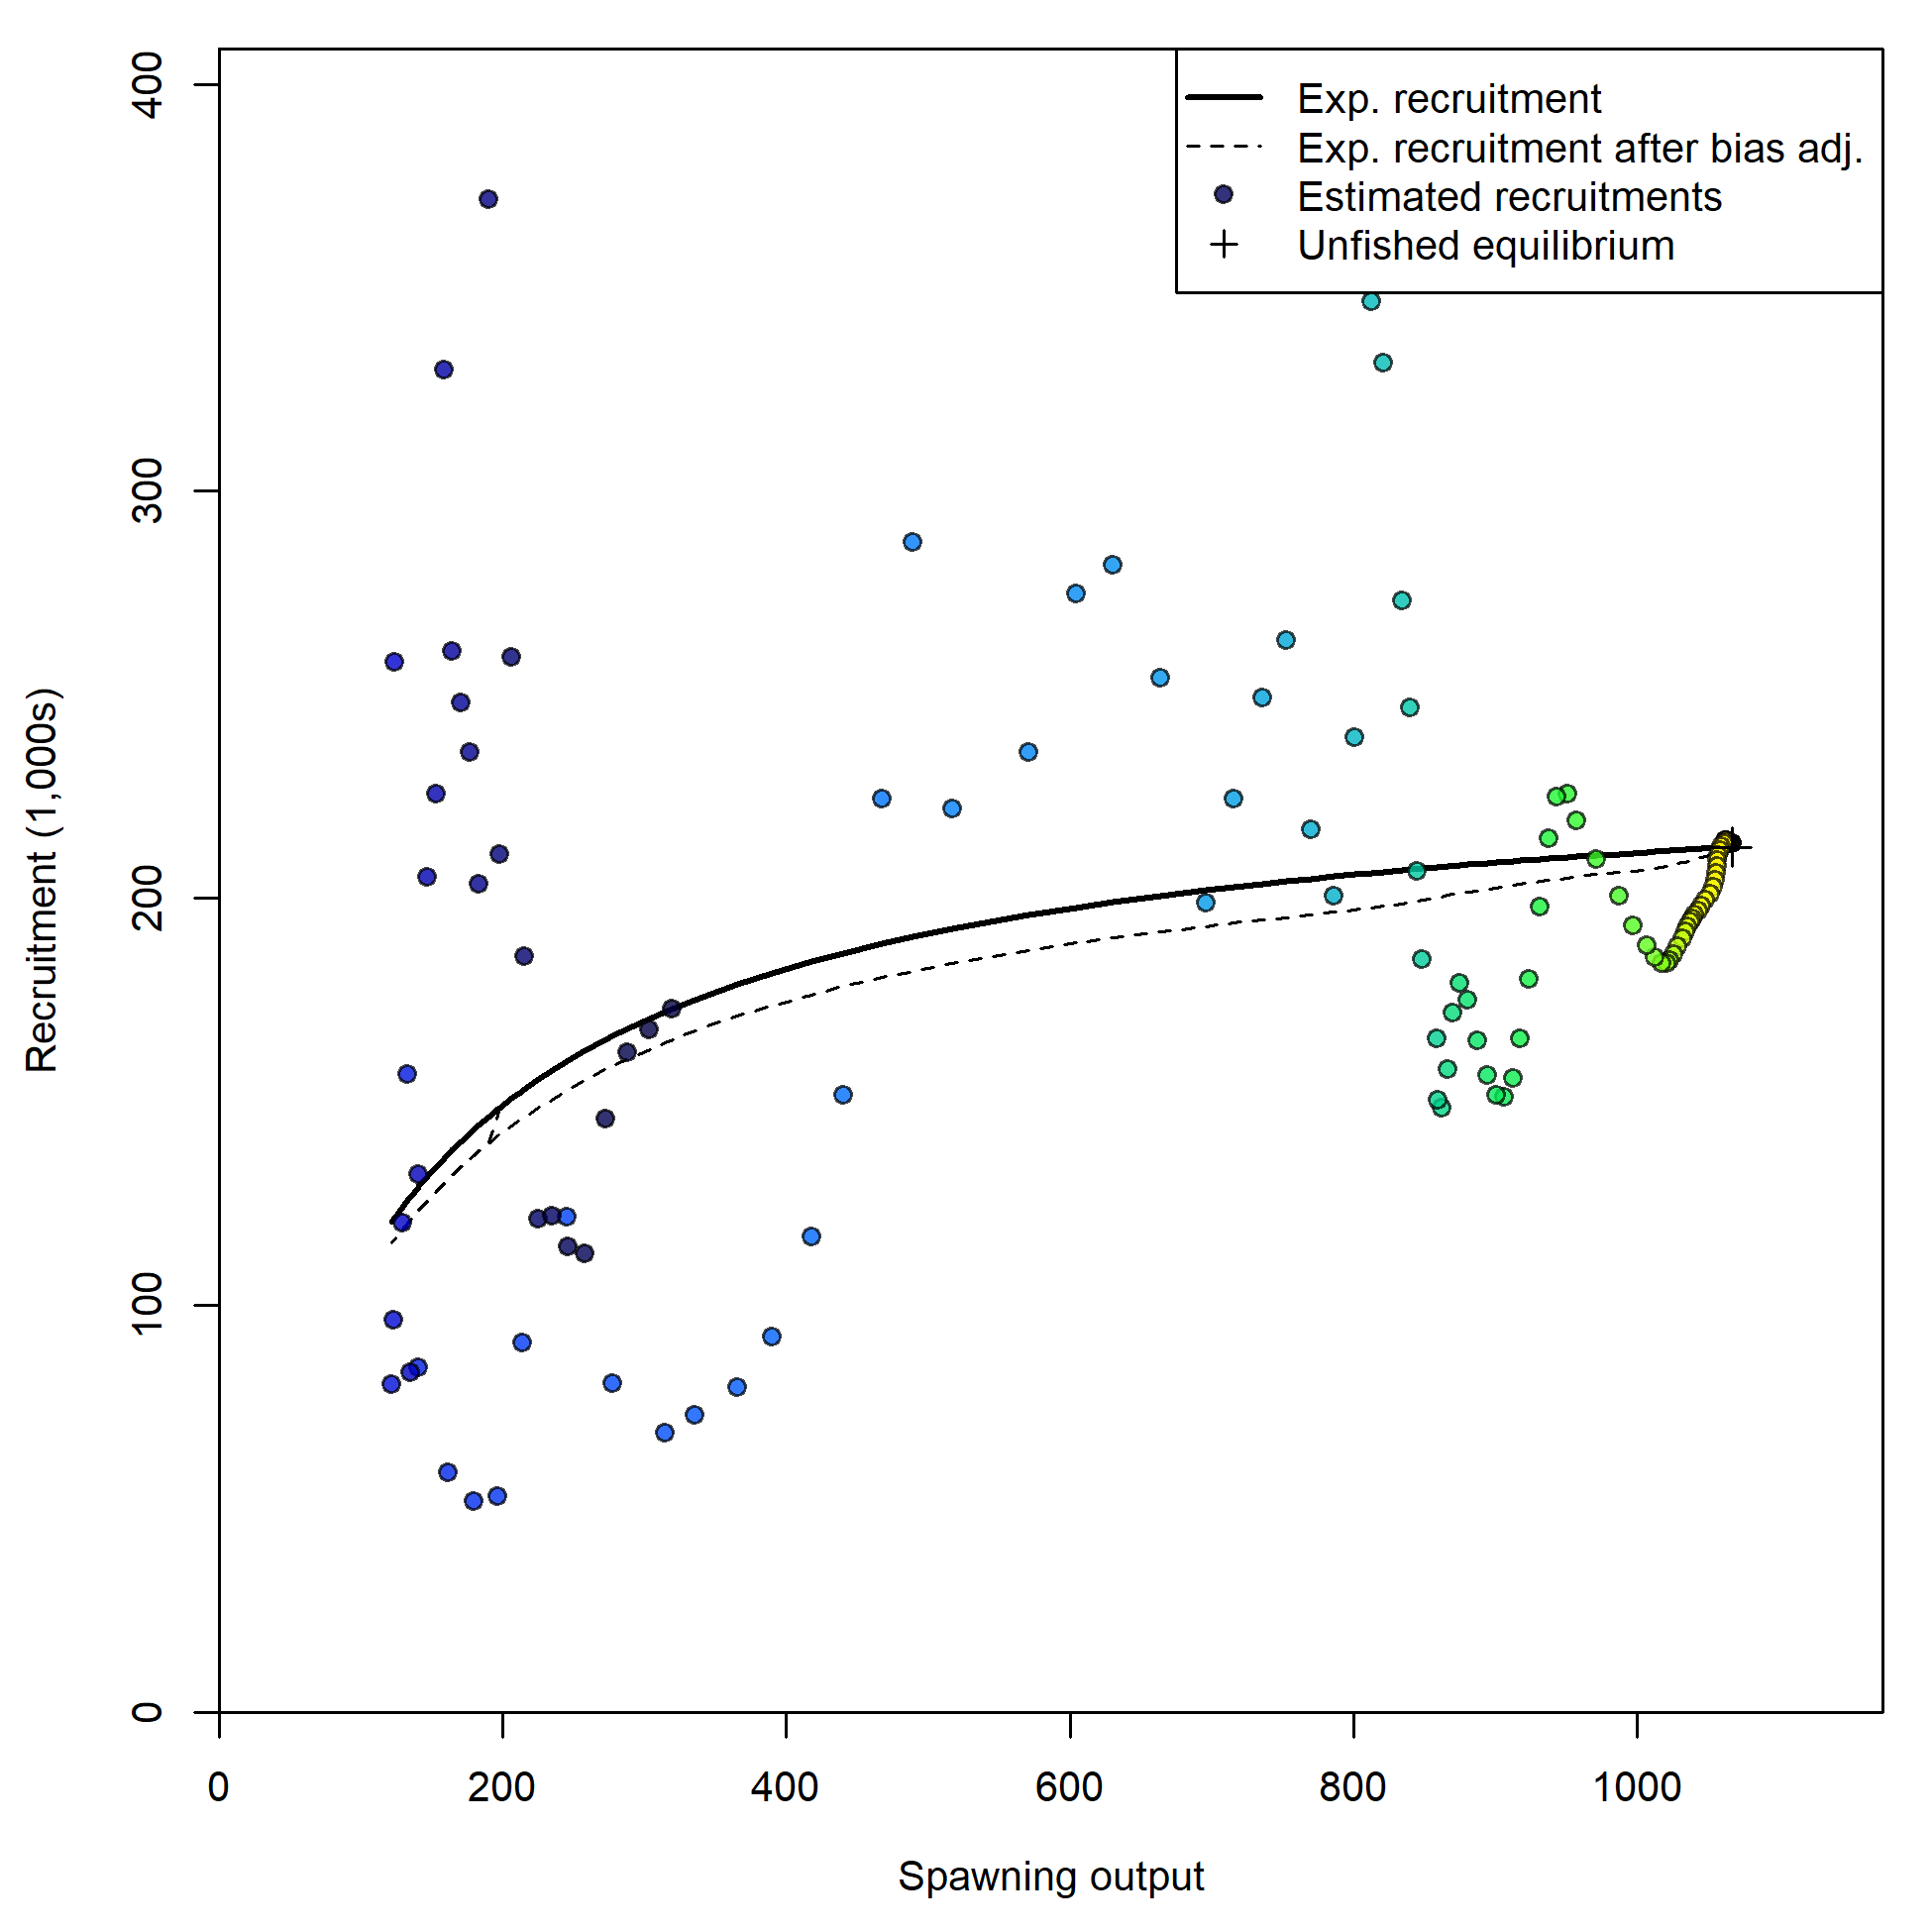 Exp. recruitment
Exp. recruitment after bias adj.
Estimated recruitments
Unfished equilibrium
400
300
200
100
0
Recruitment (1,000s)
0 200 400 600 800 1000
Spawning output